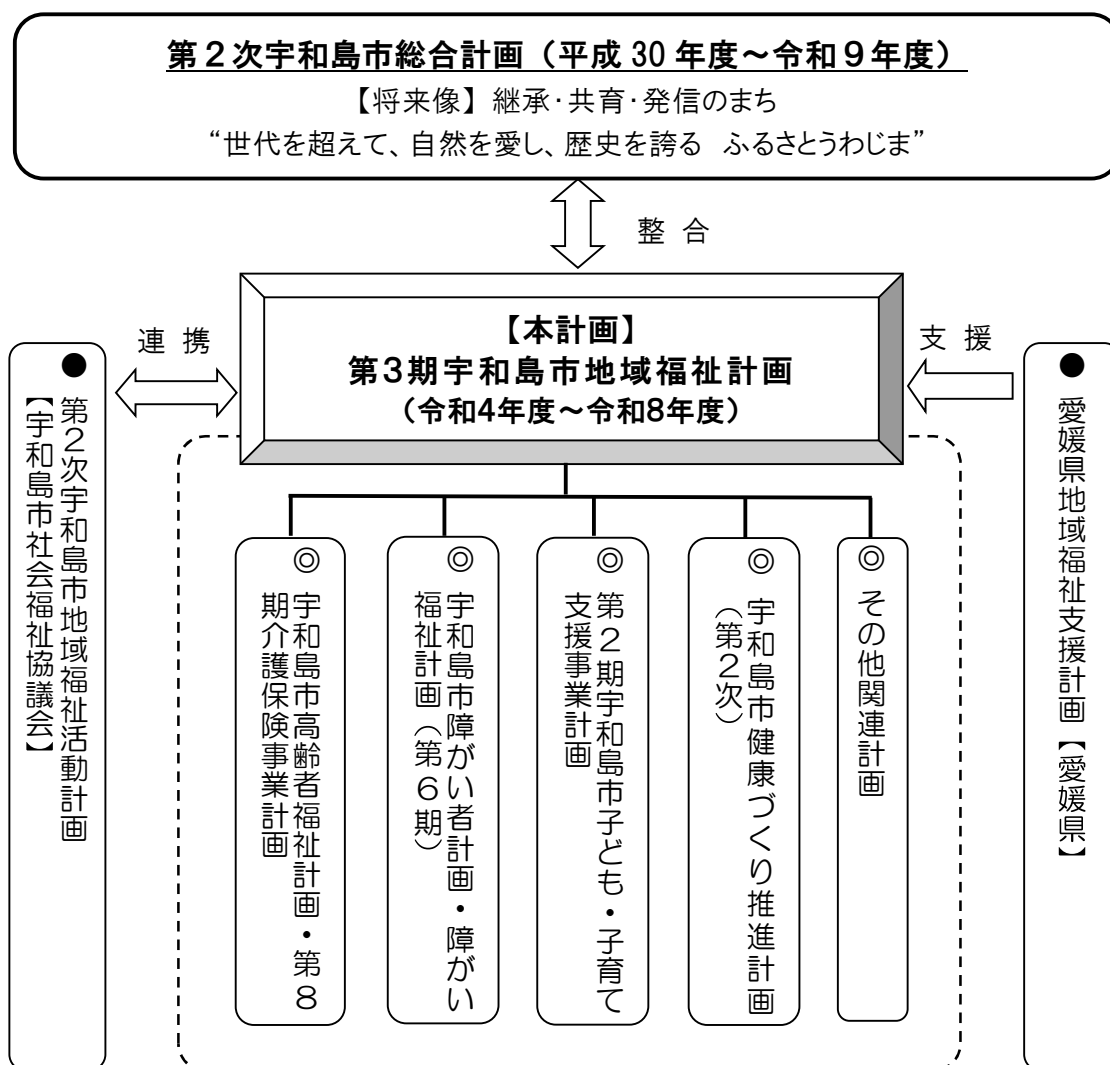 第２次宇和島市総合計画（平成 30 年度～令和９年度）
【将来像】 継承・共育・発信のまち
“世代を超えて、自然を愛し、歴史を誇る　ふるさとうわじま”
整 合
【本計画】
第３期宇和島市地域福祉計画
（令和4年度～令和8年度）
連 携
支 援
● 愛媛県地域福祉支援計画【愛媛県】
◎ その他関連計画
◎ 宇和島市健康づくり推進計画
（第２次）
◎ 第２期宇和島市子ども・子育て
支援事業計画
◎ 宇和島市障がい者計画・障がい
福祉計画（第６期）
◎ 宇和島市高齢者福祉計画・第８
期介護保険事業計画
● 第２次宇和島市地域福祉活動計画
【宇和島市社会福祉協議会】